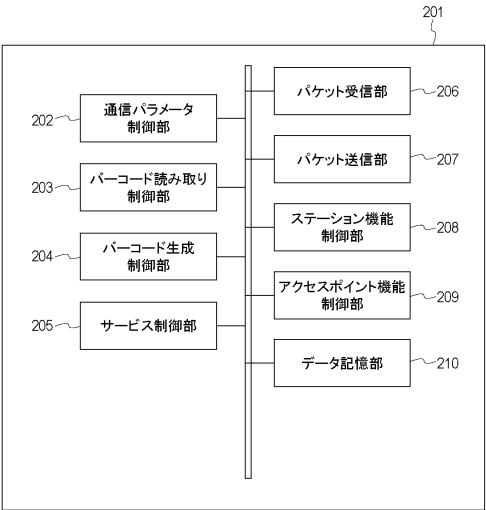 201
202
通信パラメータ
制御部
203
バーコード読み取り
制御部
204
バーコード生成
制御部
205
サービス制御部
パケット受信部
206
パケット送信部
207
ステーション機能
制御部
208
アクセスポイント機能
制御部
209
データ記憶部
210